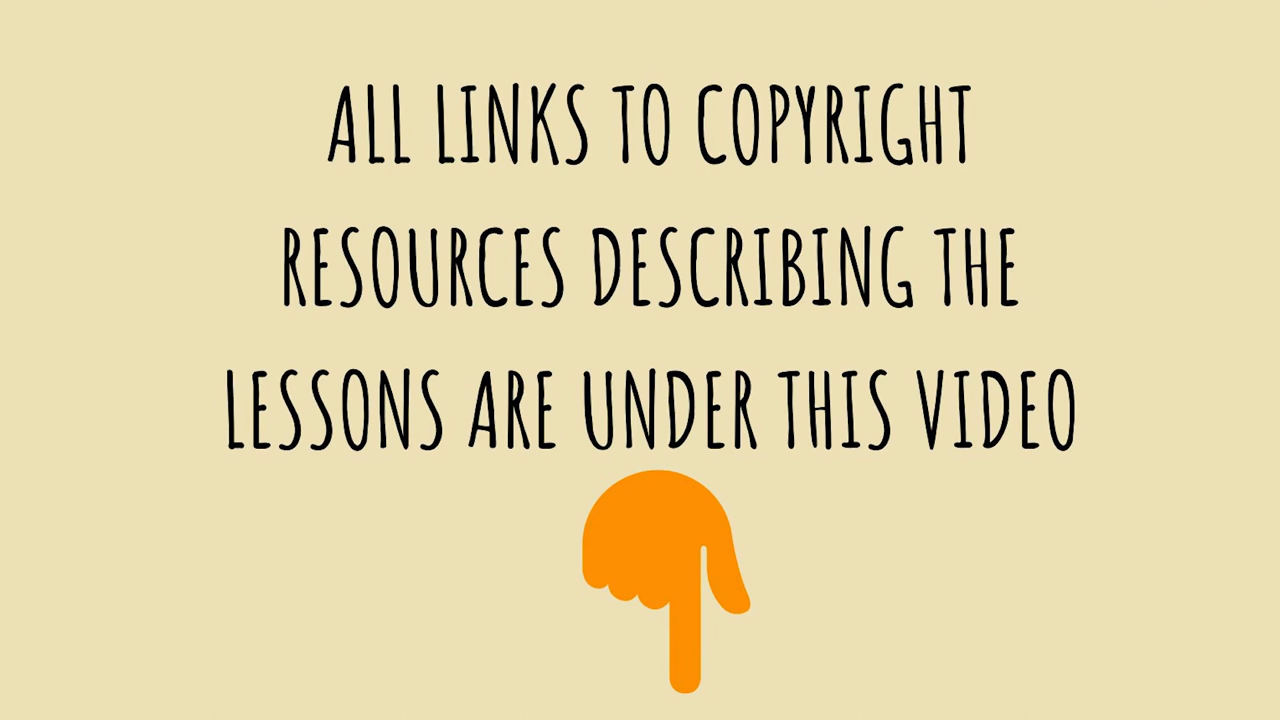 ALL LINKS TO COPYRIGHT
RESOURCES DESCRIBING THE
LESSONS ARE UNDER THIS VIDEO